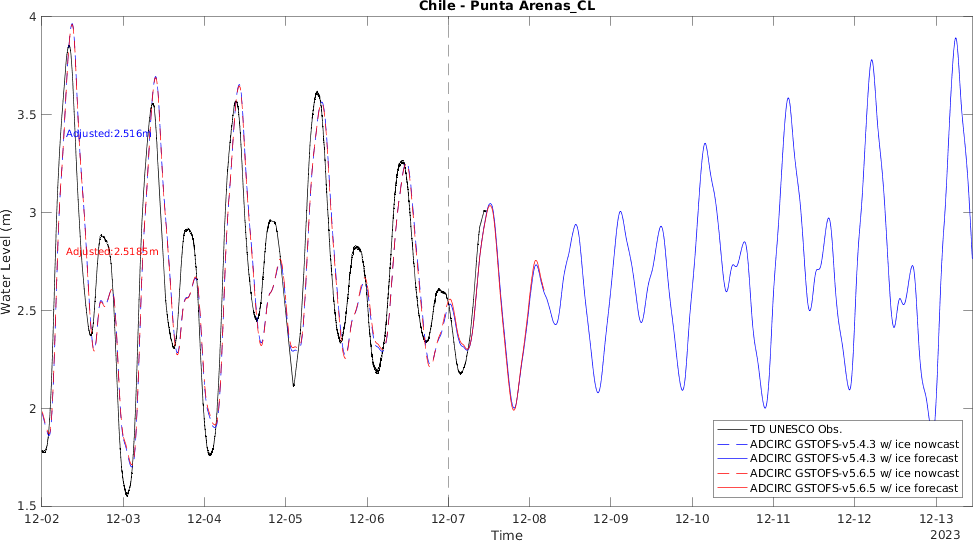 Chile - Punta Arenas_CL
Water Level (m)
4
3.5
3
2.5
2
1.5
Adjusted:2.516m
Adjusted:2.5185m
TD UNESCO Obs.
ADCIRC GSTOFS-v5.4.3 w/ ice nowcast
ADCIRC GSTOFS-v5.4.3 w/ ice forecast
ADCIRC GSTOFS-v5.6.5 w/ ice nowcast
ADCIRC GSTOFS-v5.6.5 w/ ice forecast
12-02 12-03 12-04 12-05 12-06 12-07 12-08 12-09 12-10 12-11 12-12 12-13
Time 2023